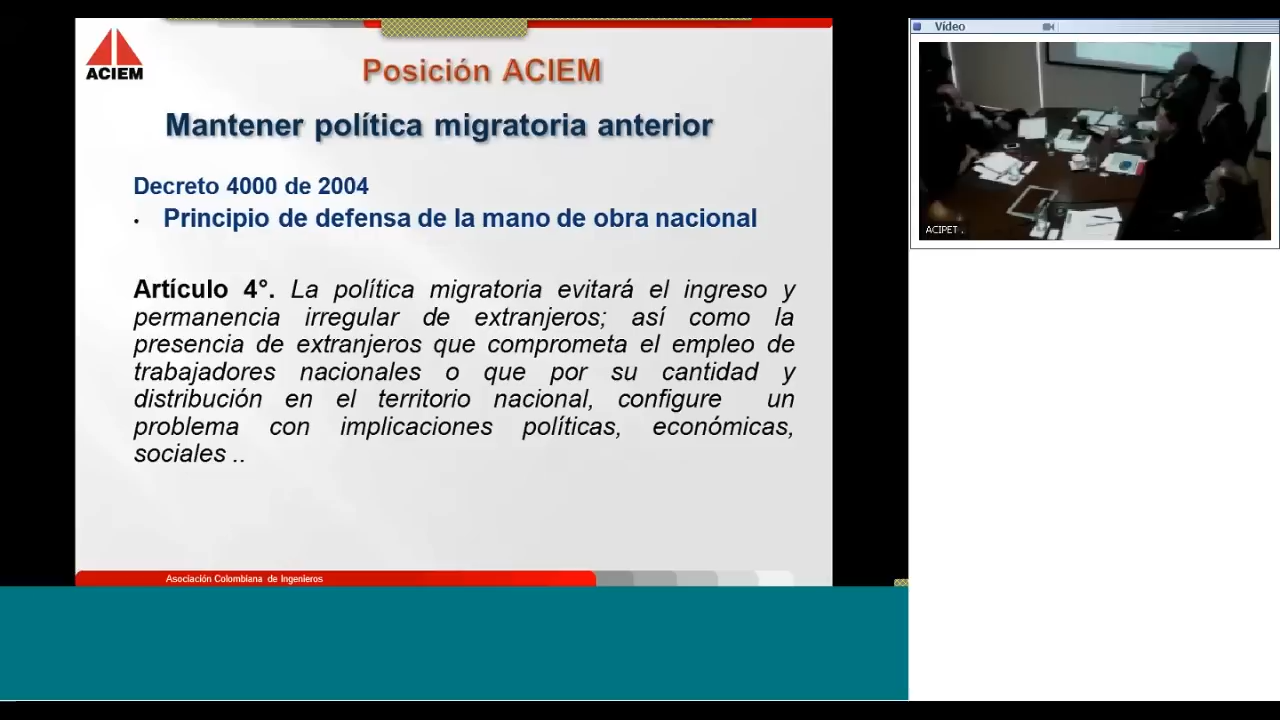 ACIEM
Posición ACIEM
Mantener política migratoria anterior
Decreto 4000 de 2004
• Principio de defensa de la mano de obra nacional
Artículo 4°. La política migratoria evitará el ingreso y
permanencia irregular de extranjeros; así como la
presencia de extranjeros que comprometa el empleo de
trabajadores nacionales o que por su cantidad y
distribución en el territorio nacional, configure un
problema con implicaciones políticas, económicas,
sociales ..
Asociación Colombiana de Ingenieros
Vídeo
ACIPET .